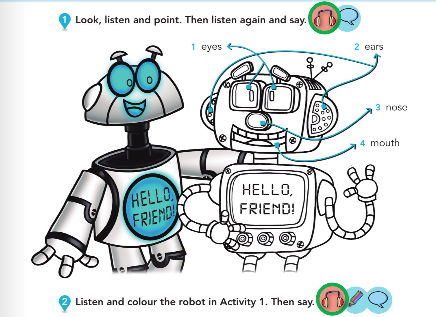 1 Look, listen and point. Then listen again and say.
1 eyes
2 ears
3 nose
4 mouth
HELLO,
FRIEND!
HELLO,
FRIEND!
2 Listen and colour the robot in Activity 1. Then say.